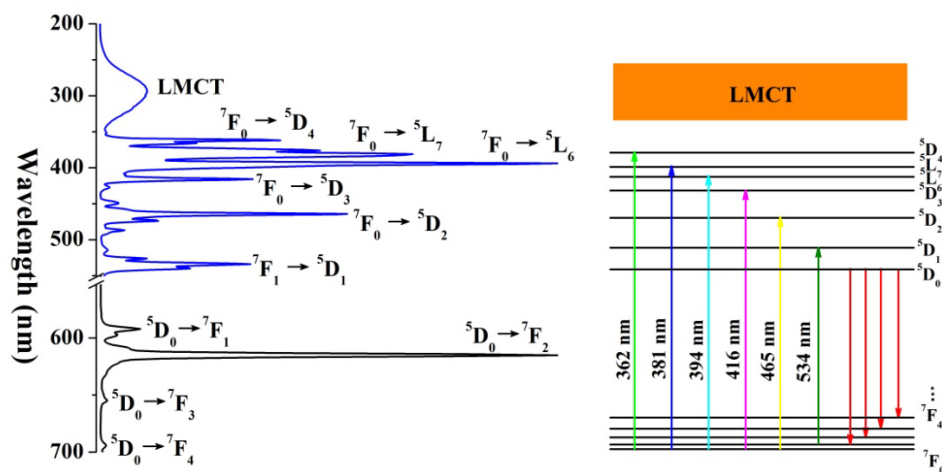 200
300
400
500
600
700
Wavelength (nm)
LMCT
⁷F₀ → ⁵D₄
⁷F₀ → ⁵L₇
⁷F₀ → ⁵L₆
⁷F₀ → ⁵D₃
⁷F₀ → ⁵D₂
⁷F₁ → ⁵D₁
⁵D₀ → ⁷F₁
⁵D₀ → ⁷F₂
⁵D₀ → ⁷F₃
⁵D₀ → ⁷F₄
LMCT
⁵D₄
⁵L₇
⁵L₆
⁵D₃
⁵D₂
⁵D₁
⁵D₀
362 nm
381 nm
394 nm
416 nm
465 nm
534 nm
...
⁷F₄
⁷F₀